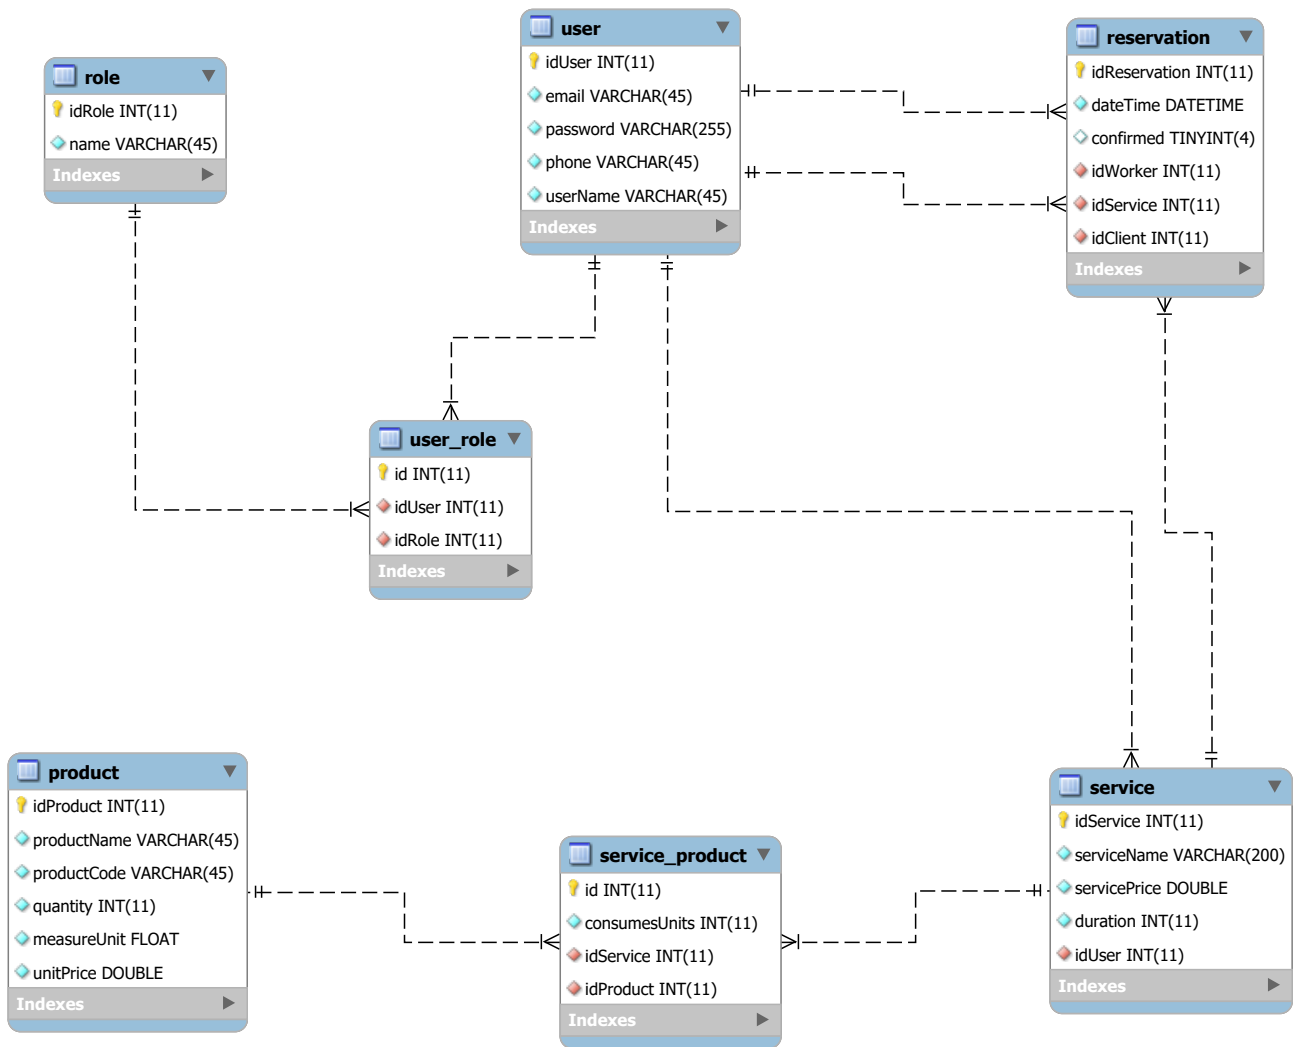 role
idRole INT(11)
name VARCHAR(45)
Indexes
user
idUser INT(11)
email VARCHAR(45)
password VARCHAR(255)
phone VARCHAR(45)
userName VARCHAR(45)
Indexes
reservation
idReservation INT(11)
dateTime DATETIME
confirmed TINYINT(4)
idWorker INT(11)
idService INT(11)
idClient INT(11)
Indexes
user_role
id INT(11)
idUser INT(11)
idRole INT(11)
Indexes
product
idProduct INT(11)
productName VARCHAR(45)
productCode VARCHAR(45)
quantity INT(11)
measureUnit FLOAT
unitPrice DOUBLE
Indexes
service_product
id INT(11)
consumesUnits INT(11)
idService INT(11)
idProduct INT(11)
Indexes
service
idService INT(11)
serviceName VARCHAR(200)
servicePrice DOUBLE
duration INT(11)
idUser INT(11)
Indexes